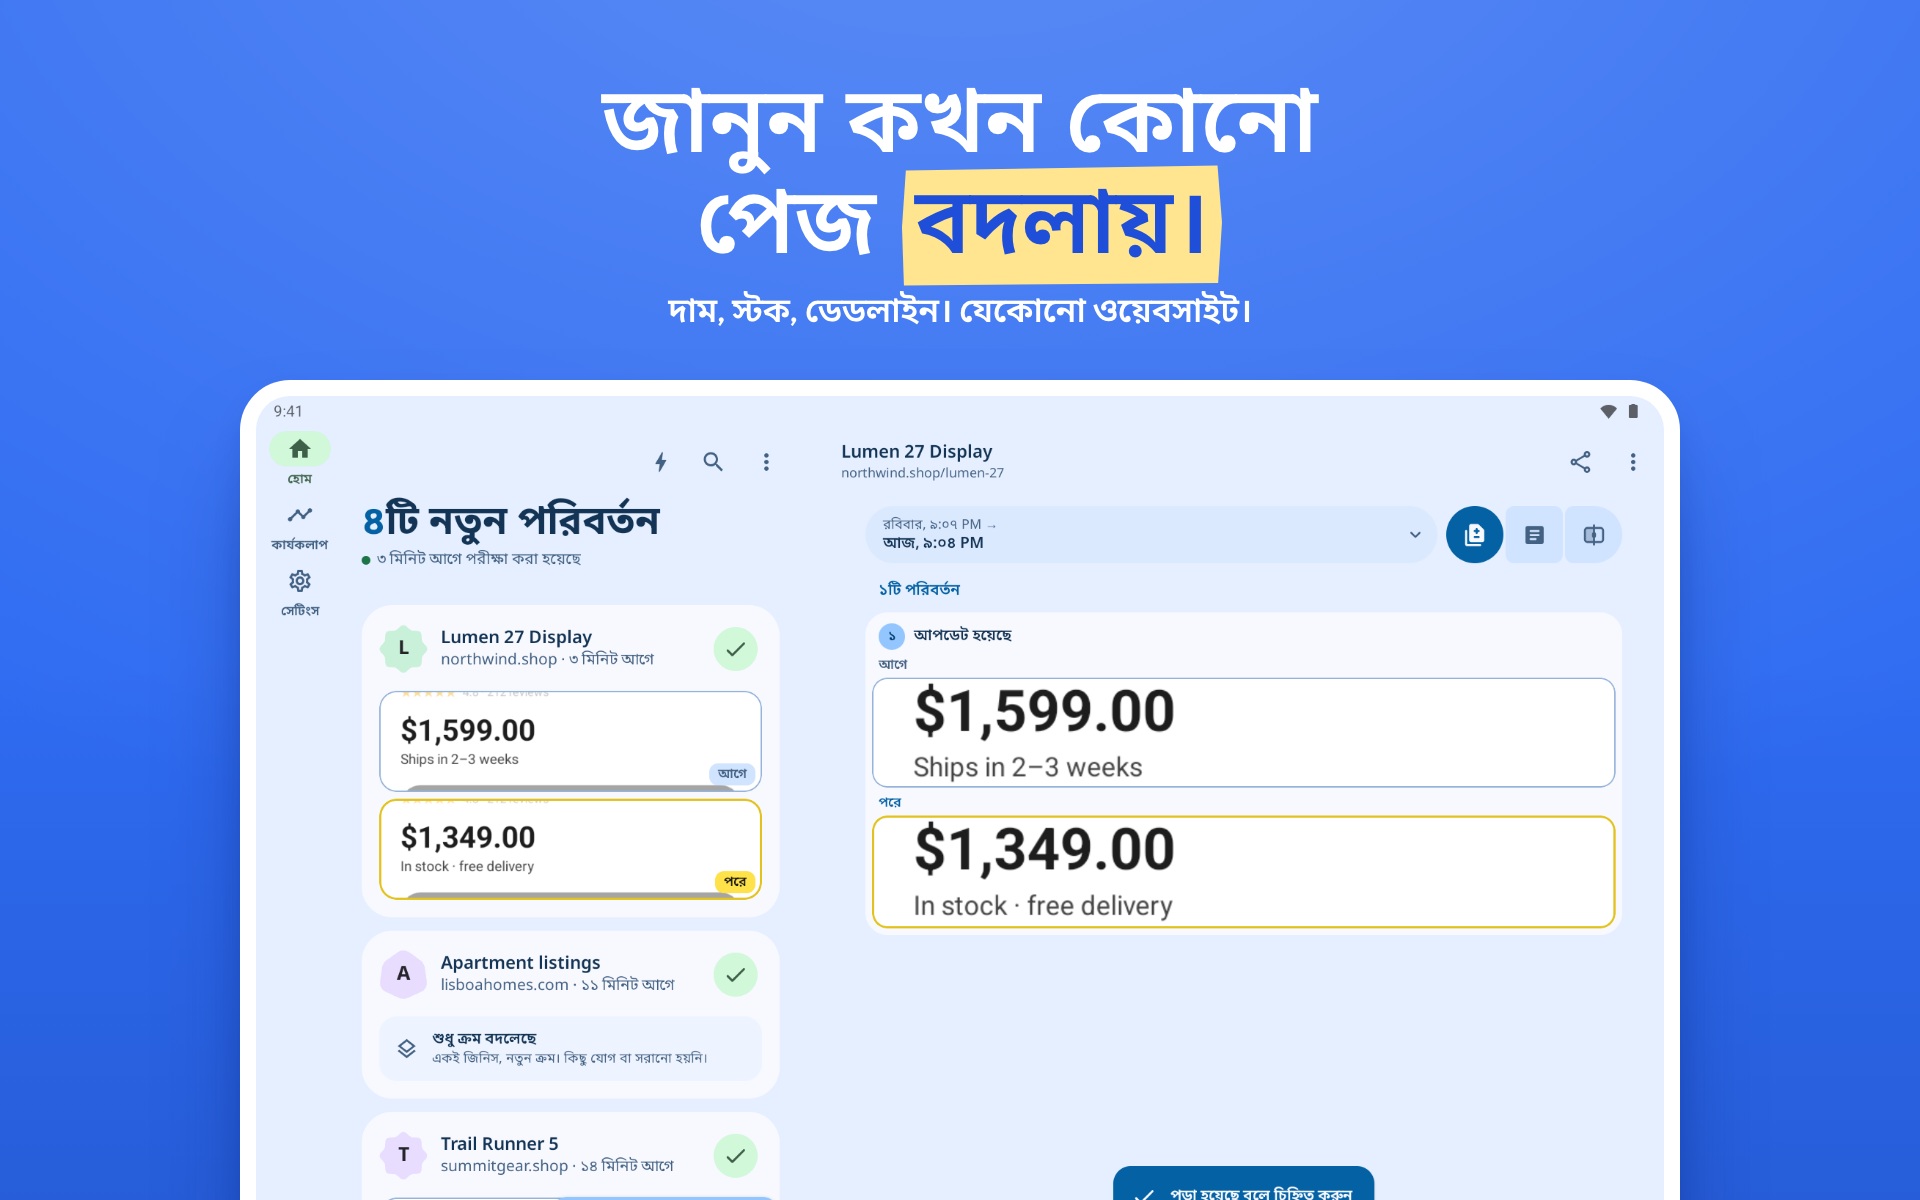 জানুন কখন কোনো
পেজ বদলায়।
দাম, স্টক, ডেডলাইন। যেকোনো ওয়েবসাইট।
9:41
হোম
কার্যকলাপ
সেটিংস
৪টি নতুন পরিবর্তন
৩ মিনিট আগে পরীক্ষা করা হয়েছে
L
Lumen 27 Display
northwind.shop · ৩ মিনিট আগে
$1,599.00
Ships in 2–3 weeks
আগে
$1,349.00
In stock · free delivery
পরে
A
Apartment listings
lisboahomes.com · ১১ মিনিট আগে
শুধু ক্রম বদলেছে
একই জিনিস, নতুন ক্রম। কিছু যোগ বা সরানো হয়নি।
T
Trail Runner 5
summitgear.shop · ১৪ মিনিট আগে
Lumen 27 Display
northwind.shop/lumen-27
রবিবার, ৯:০৭ PM →
আজ, ৯:০৪ PM
১টি পরিবর্তন
১ আপডেট হয়েছে
আগে
$1,599.00
Ships in 2–3 weeks
পরে
$1,349.00
In stock · free delivery
পড়া হয়েছে বলে চিহ্নিত করুন